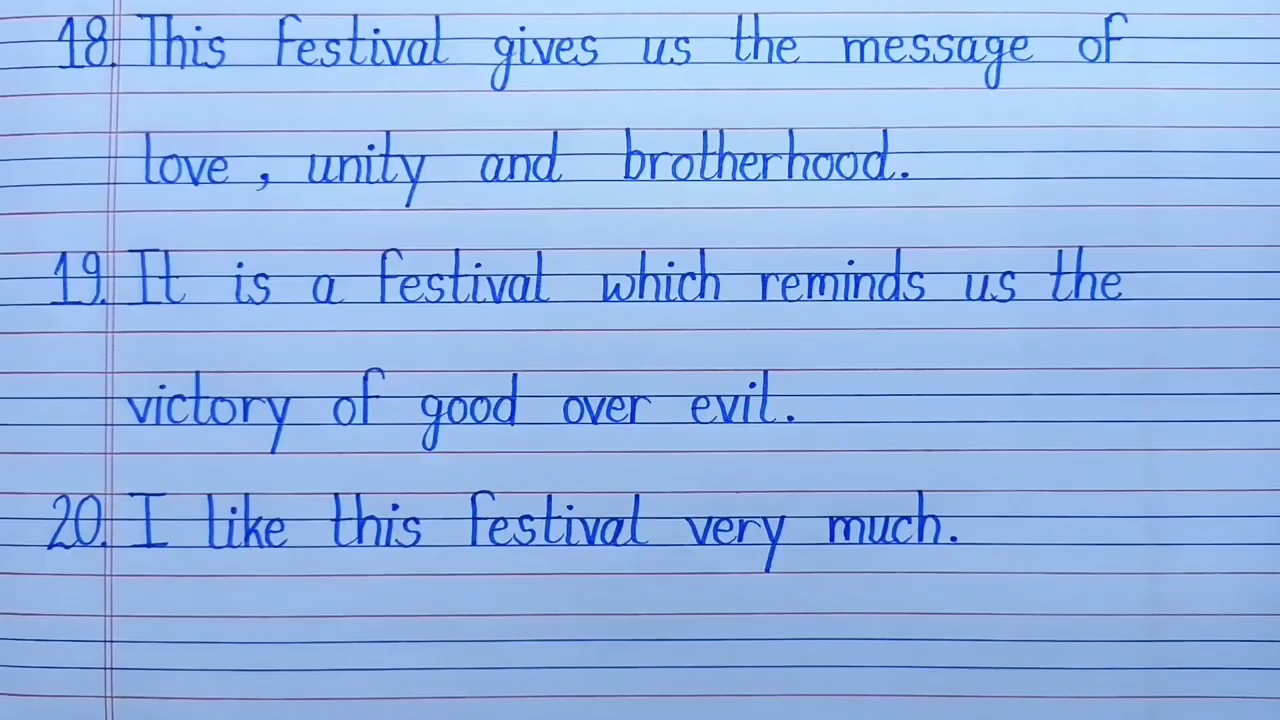 18. This festival gives us the message of
love, unity and brotherhood.
19. It is a festival which reminds us the
victory of good over evil.
20. I like this festival very much.